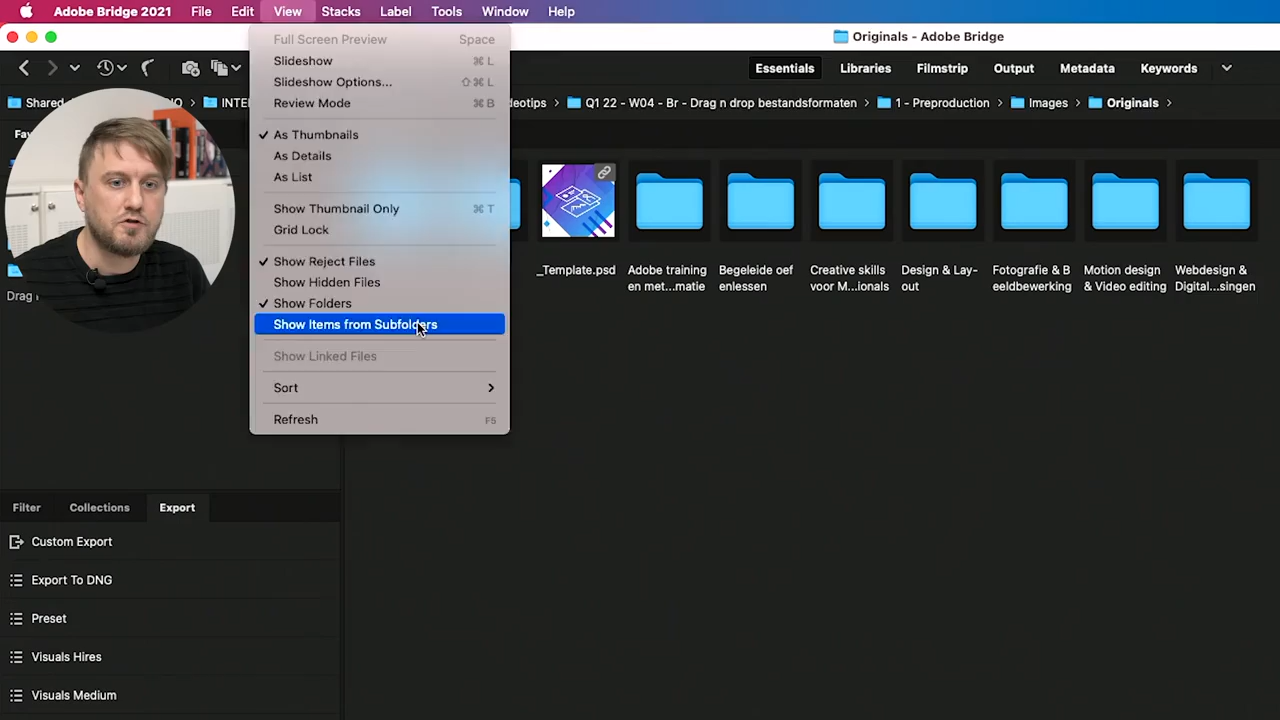 Adobe Bridge 2021 File Edit View Stacks Label Tools Window Help
Originals - Adobe Bridge
Essentials Libraries Filmstrip Output Metadata Keywords
Shared Q1 22 - W04 - Br - Drag n drop bestandsformaten 1 - Preproduction Images Originals
Full Screen Preview Space
Slideshow ⌘ L
Slideshow Options... ⇧ ⌘ L
Review Mode ⌘ B
As Thumbnails
As Details
As List
Show Thumbnail Only ⌘ T
Grid Lock
Show Reject Files
Show Hidden Files
Show Folders
Show Items from Subfolders
Show Linked Files
Sort
Refresh F5
_Template.psd
Adobe training
en met...matie
Begeleide oef
enlessen
Creative skills
voor M...ionals
Design & Lay-
out
Fotografie & B
eeldbewerking
Motion design
& Video editing
Webdesign &
Digital...singen
Drag
Filter Collections Export
Custom Export
Export To DNG
Preset
Visuals Hires
Visuals Medium